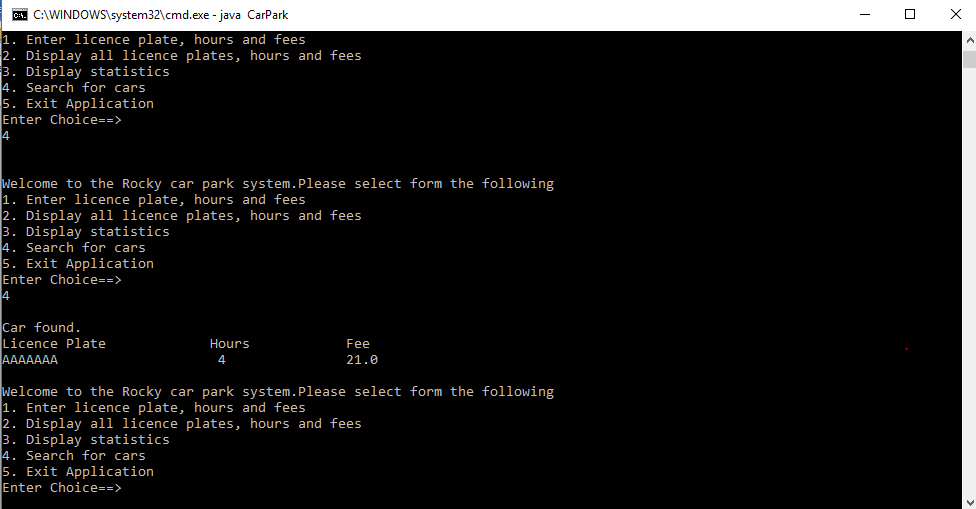 C:\WINDOWS\system32\cmd.exe - java CarPark
1. Enter licence plate, hours and fees
2. Display all licence plates, hours and fees
3. Display statistics
4. Search for cars
5. Exit Application
Enter Choice==>
4
Welcome to the Rocky car park system.Please select form the following
1. Enter licence plate, hours and fees
2. Display all licence plates, hours and fees
3. Display statistics
4. Search for cars
5. Exit Application
Enter Choice==>
4
Car found.
Licence Plate Hours Fee
AAAAAAA 4 21.0
Welcome to the Rocky car park system.Please select form the following
1. Enter licence plate, hours and fees
2. Display all licence plates, hours and fees
3. Display statistics
4. Search for cars
5. Exit Application
Enter Choice==>